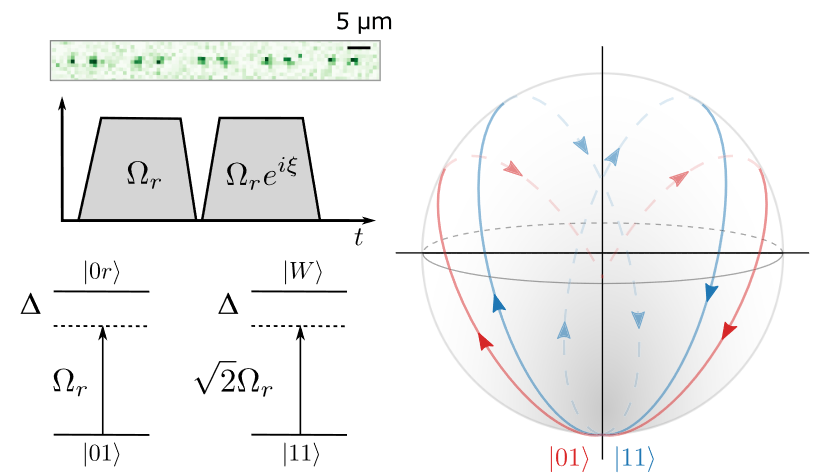 5 μm
Ω_r
Ω_r e^{iξ}
t
|0r⟩
|W⟩
Δ
Δ
Ω_r
√2Ω_r
|01⟩
|11⟩
|01⟩
|11⟩